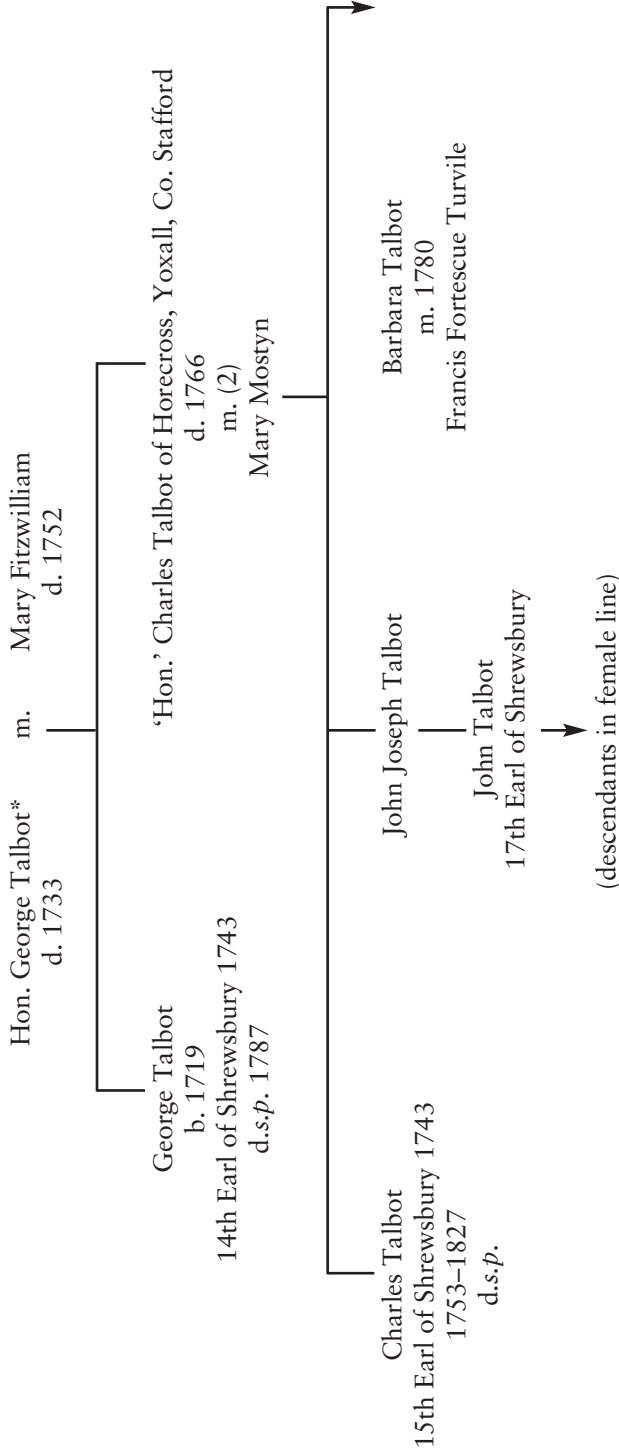 Hon. George Talbot* m. Mary Fitzwilliam
d. 1733 d. 1752
George Talbot
b. 1719
14th Earl of Shrewsbury 1743
d.s.p. 1787
‘Hon.’ Charles Talbot of Horecross, Yoxall, Co. Stafford
d. 1766
m. (2)
Mary Mostyn
Charles Talbot
15th Earl of Shrewsbury 1743
1753–1827
d.s.p.
John Joseph Talbot
John Talbot
17th Earl of Shrewsbury
(descendants in female line)
Barbara Talbot
m. 1780
Francis Fortescue Turvile